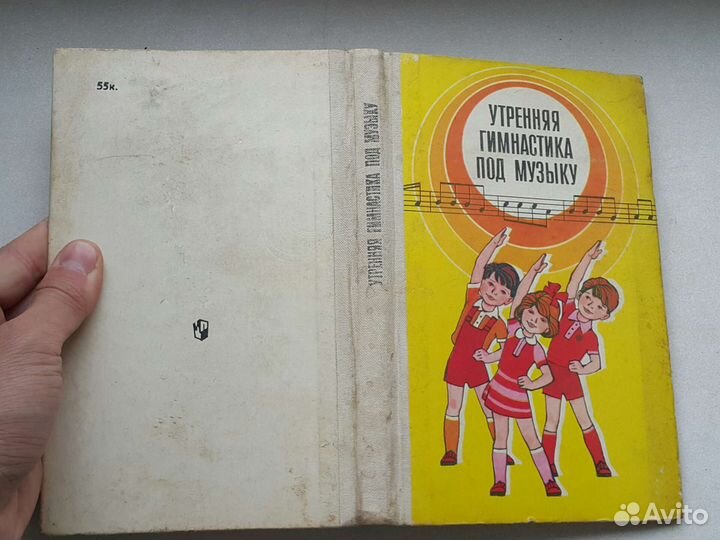 55к.
УТРЕННЯЯ ГИМНАСТИКА ПОД МУЗЫКУ
УТРЕННЯЯ
ГИМНАСТИКА
ПОД МУЗЫКУ
Avito